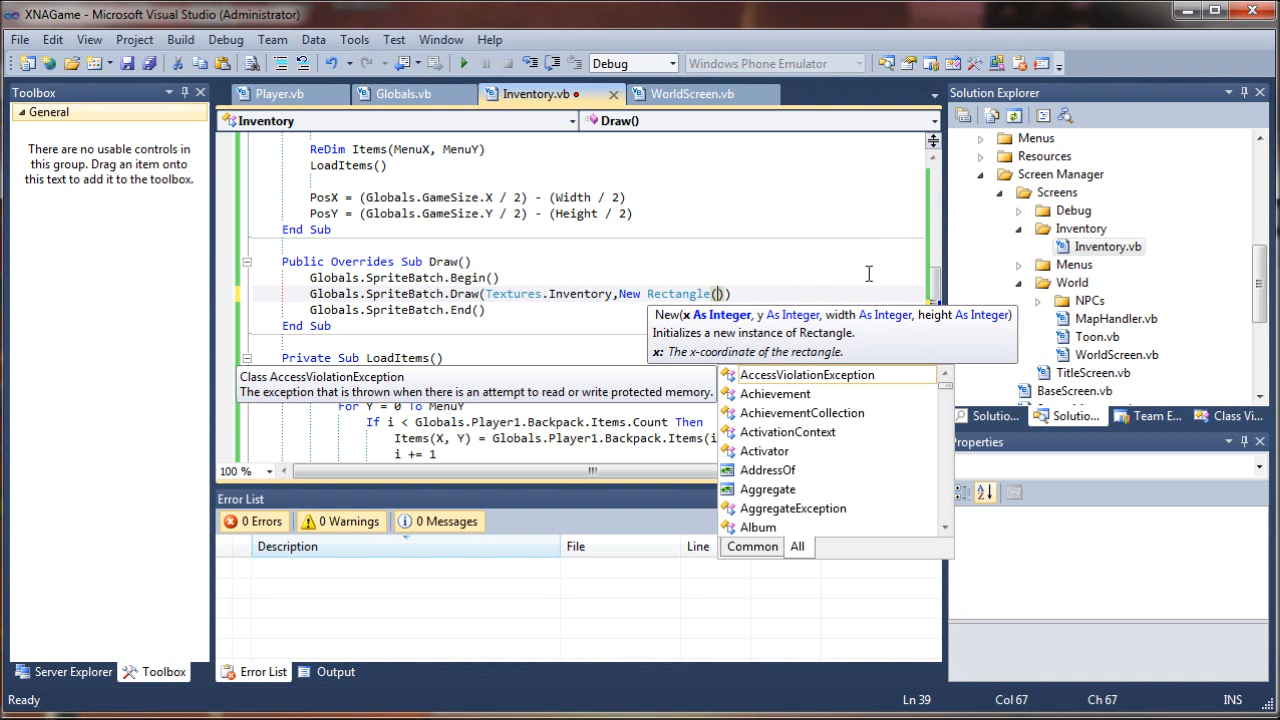 XNAGame - Microsoft Visual Studio (Administrator)
File Edit View Project Build Debug Team Data Tools Test Window Help
Debug Windows Phone Emulator
Toolbox
General
There are no usable controls in
this group. Drag an item onto
this text to add it to the toolbox.
Server Explorer Toolbox
Player.vb Globals.vb Inventory.vb WorldScreen.vb
Inventory Draw()
ReDim Items(MenuX, MenuY)
LoadItems()
PosX = (Globals.GameSize.X / 2) - (Width / 2)
PosY = (Globals.GameSize.Y / 2) - (Height / 2)
End Sub
Public Overrides Sub Draw()
Globals.SpriteBatch.Begin()
Globals.SpriteBatch.Draw(Textures.Inventory,New Rectangle())
Globals.SpriteBatch.End()
End Sub
New(x As Integer, y As Integer, width As Integer, height As Integer)
Initializes a new instance of Rectangle.
x: The x-coordinate of the rectangle.
Private Sub LoadItems()
Class AccessViolationException
The exception that is thrown when there is an attempt to read or write protected memory.
For Y = 0 To MenuY
If i < Globals.Player1.Backpack.Items.Count Then
Items(X, Y) = Globals.Player1.Backpack.Items(i
i += 1
AccessViolationException
Achievement
AchievementCollection
ActivationContext
Activator
AddressOf
Aggregate
AggregateException
Album
Common All
100 %
Error List
0 Errors 0 Warnings 0 Messages
Description File Line
Error List Output
Solution Explorer
Menus
Resources
Screen Manager
Screens
Debug
Inventory
Inventory.vb
Menus
World
NPCs
MapHandler.vb
Toon.vb
WorldScreen.vb
TitleScreen.vb
BaseScreen.vb
Solutio... Solutio... Team E... Class Vi...
Properties
Ready Ln 39 Col 67 Ch 67 INS